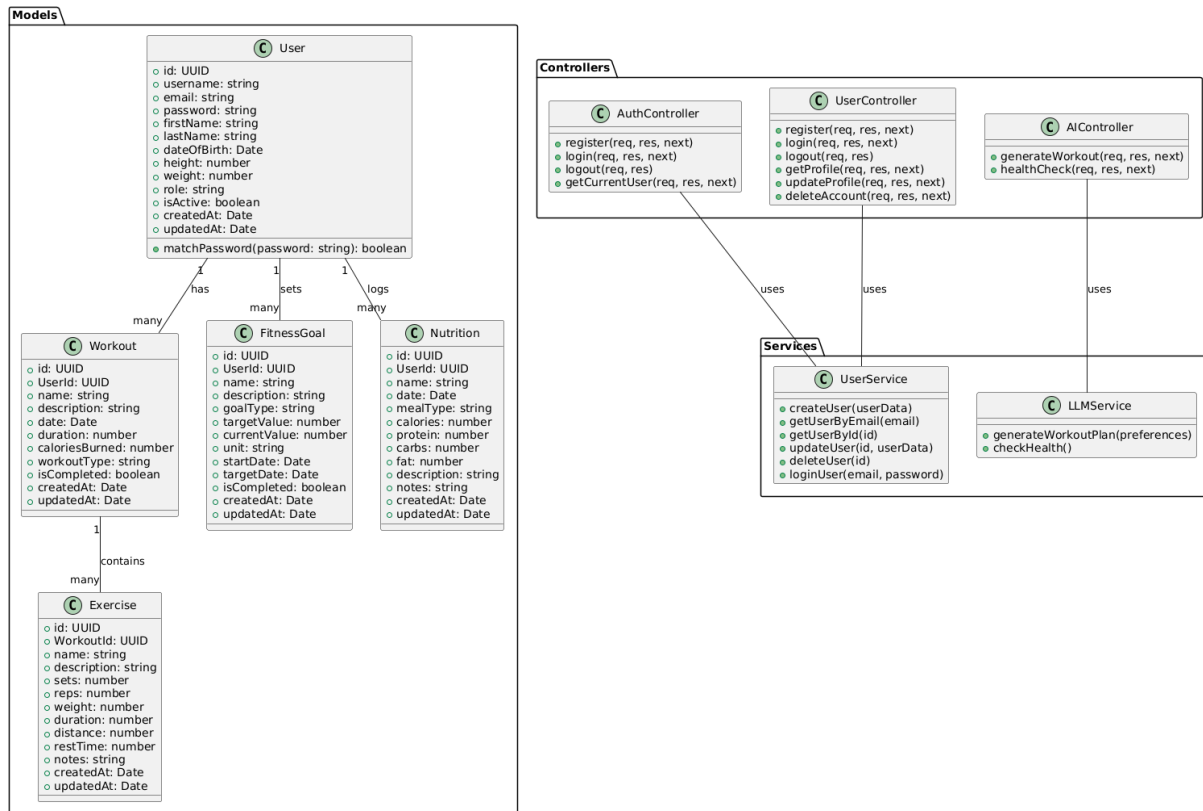 Models
C User
id: UUID
username: string
email: string
password: string
firstName: string
lastName: string
dateOfBirth: Date
height: number
weight: number
role: string
isActive: boolean
createdAt: Date
updatedAt: Date
matchPassword(password: string): boolean
1
1
1
has
sets
logs
many
many
many
C Workout
id: UUID
UserId: UUID
name: string
description: string
date: Date
duration: number
caloriesBurned: number
workoutType: string
isCompleted: boolean
createdAt: Date
updatedAt: Date
C FitnessGoal
id: UUID
UserId: UUID
name: string
description: string
goalType: string
targetValue: number
currentValue: number
unit: string
startDate: Date
targetDate: Date
isCompleted: boolean
createdAt: Date
updatedAt: Date
C Nutrition
id: UUID
UserId: UUID
name: string
date: Date
mealType: string
calories: number
protein: number
carbs: number
fat: number
description: string
notes: string
createdAt: Date
updatedAt: Date
1
contains
many
C Exercise
id: UUID
WorkoutId: UUID
name: string
description: string
sets: number
reps: number
weight: number
duration: number
distance: number
restTime: number
notes: string
createdAt: Date
updatedAt: Date
Controllers
C AuthController
register(req, res, next)
login(req, res, next)
logout(req, res)
getCurrentUser(req, res, next)
C UserController
register(req, res, next)
login(req, res, next)
logout(req, res)
getProfile(req, res, next)
updateProfile(req, res, next)
deleteAccount(req, res, next)
C AIController
generateWorkout(req, res, next)
healthCheck(req, res, next)
uses
uses
uses
Services
C UserService
createUser(userData)
getUserByEmail(email)
getUserById(id)
updateUser(id, userData)
deleteUser(id)
loginUser(email, password)
C LLMService
generateWorkoutPlan(preferences)
checkHealth()